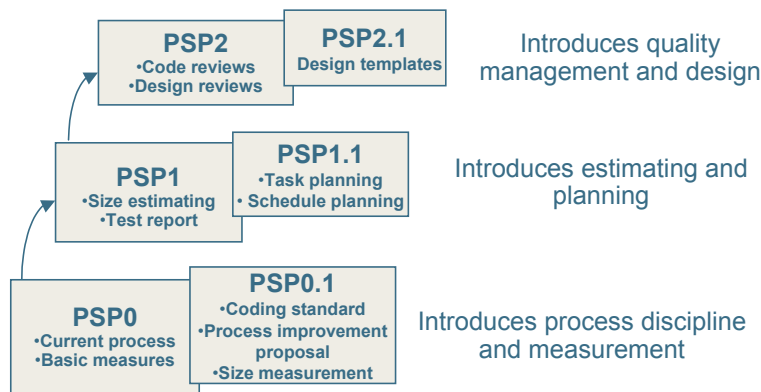 PSP2
•Code reviews
•Design reviews
PSP2.1
Design templates
Introduces quality
management and design
PSP1
•Size estimating
•Test report
PSP1.1
•Task planning
• Schedule planning
Introduces estimating and
planning
PSP0
•Current process
•Basic measures
PSP0.1
•Coding standard
•Process improvement
proposal
•Size measurement
Introduces process discipline
and measurement